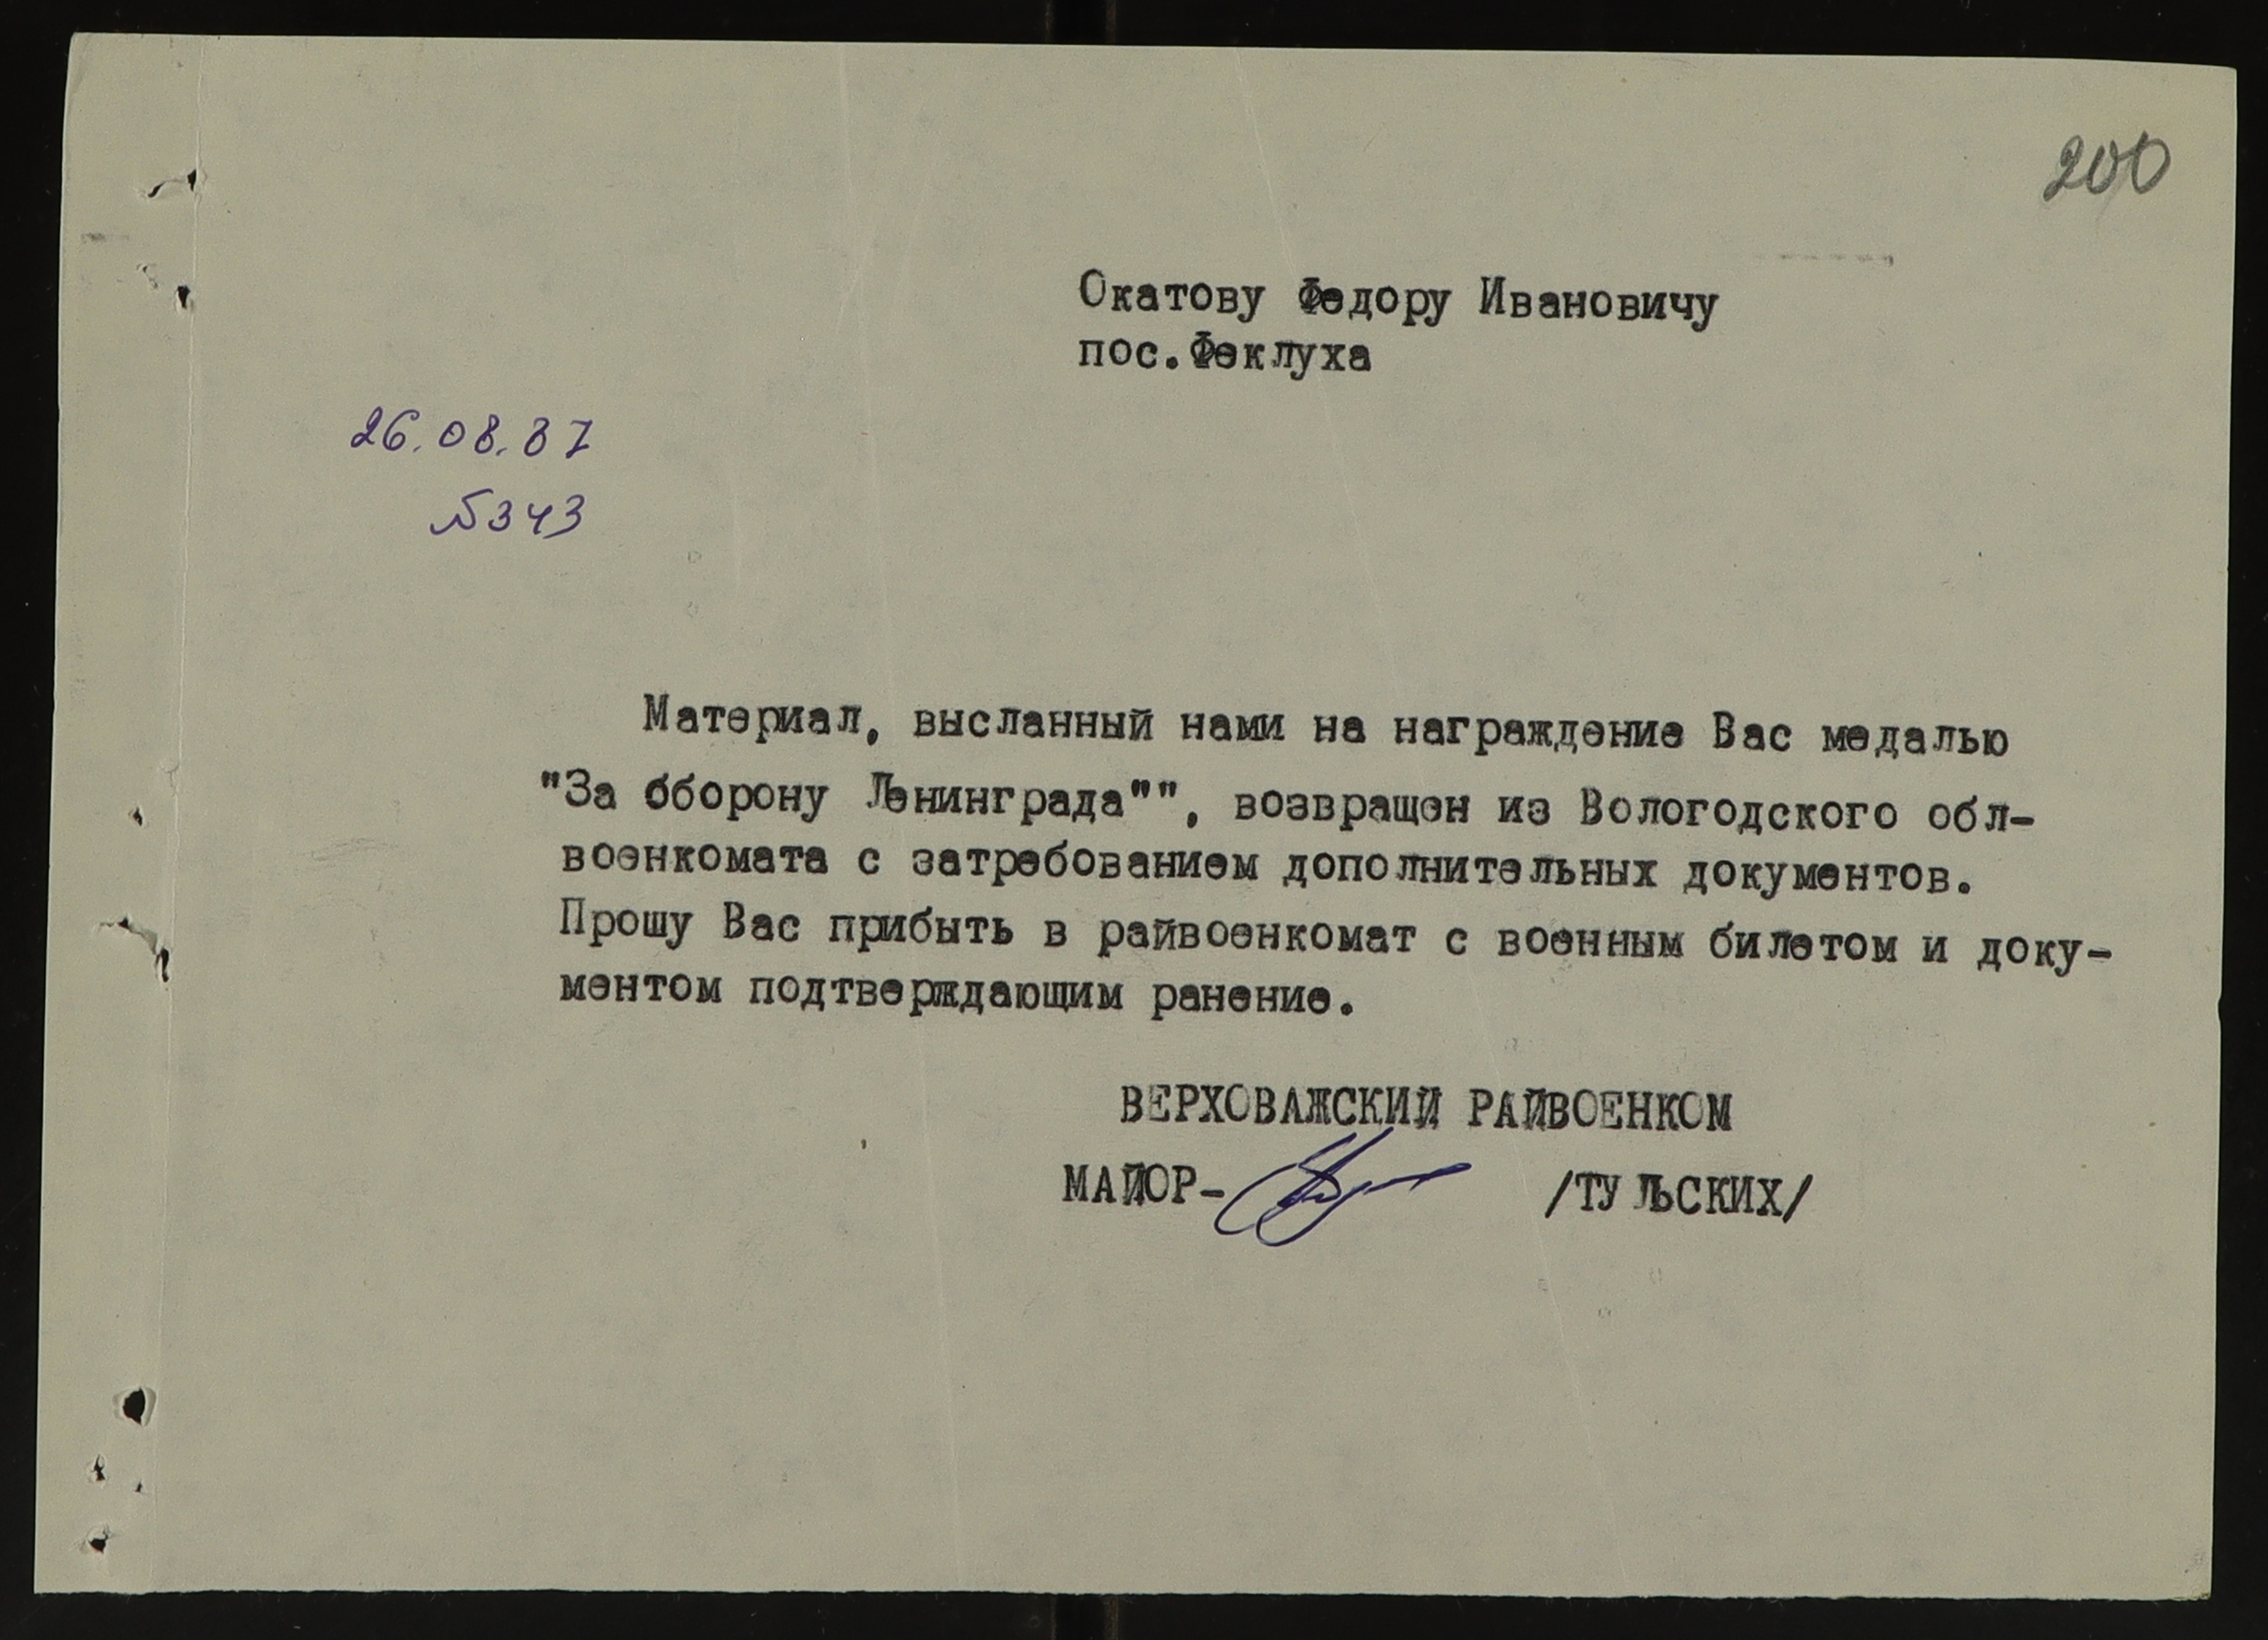 200
Окатову Федору Ивановичу
пос.Феклуха
26.08.87
№343
Материал, высланный нами на награждение Вас медалью
"За Оборону Ленинграда"", возвращен из Вологодского обл-
военкомата с затребованием дополнительных документов.
Прошу Вас прибыть в райвоенкомат с военным билетом и доку-
ментом подтверждающим ранение.
ВЕРХОВАЖСКИЙ РАЙВОЕНКОМ
МАЙОР- /ТУЛЬСКИХ/